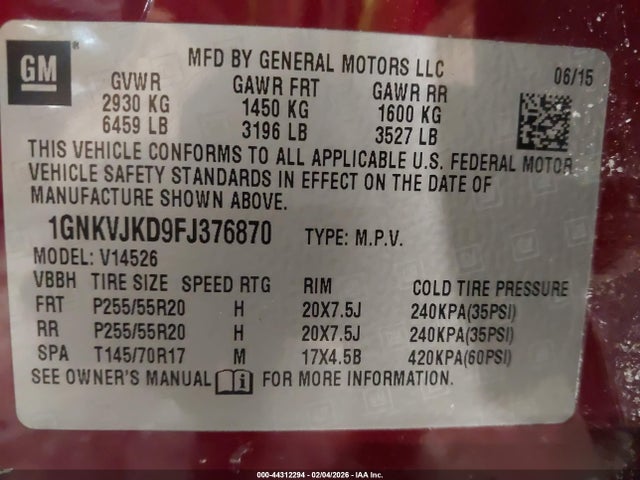 GM
MFD BY GENERAL MOTORS LLC
06/15
GVWR GAWR FRT GAWR RR
2930 KG 1450 KG 1600 KG
6459 LB 3196 LB 3527 LB
THIS VEHICLE CONFORMS TO ALL APPLICABLE U.S. FEDERAL MOTOR
VEHICLE SAFETY STANDARDS IN EFFECT ON THE DATE OF
MANUFACTURE SHOWN ABOVE.
1GNKVJKD9FJ376870 TYPE: M.P.V.
MODEL: V14526
VBBH TIRE SIZE SPEED RTG RIM COLD TIRE PRESSURE
FRT P255/55R20 H 20X7.5J 240KPA(35PSI)
RR P255/55R20 H 20X7.5J 240KPA(35PSI)
SPA T145/70R17 M 17X4.5B 420KPA(60PSI)
SEE OWNER'S MANUAL i FOR MORE INFORMATION.
000-44312294 - 02/04/2026 - IAA Inc.